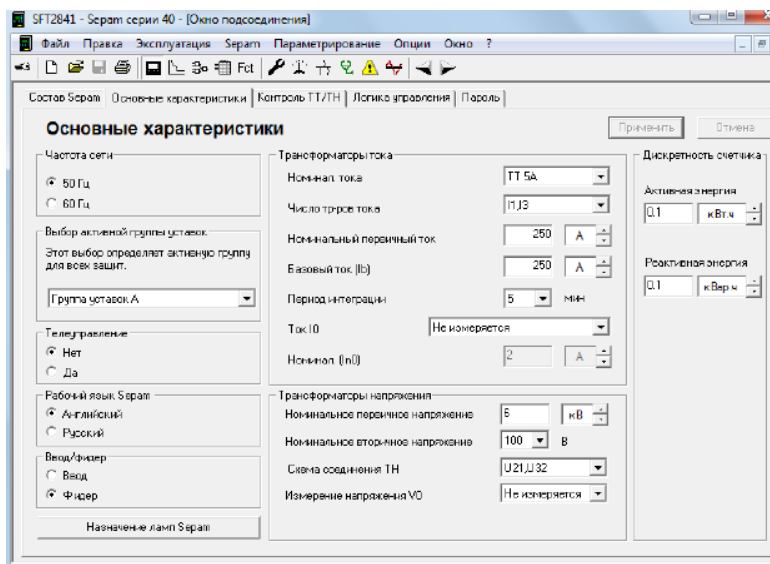 SFT2841 - Sepam серии 40 - [Окно подсоединения]
Файл Правка Эксплуатация Sepam Параметрирование Опции Окно ?
Fct
Состав Sepam Основные характеристики Контроль ТТ/ТН Логика управления Пароль
Основные характеристики
Применить Отмена
Частота сети
50 Гц
60 Гц
Выбор активной группы уставок
Этот выбор определяет активную группу
для всех защит.
Группа уставок А
Телеуправление
Нет
Да
Рабочий язык Sepam
Английский
Русский
Ввод/фидер
Ввод
Фидер
Назначение ламп Sepam
Трансформаторы тока
Номинал. тока ТТ 5А
Число тр-ров тока I1,I3
Номинальный первичный ток 250 А
Базовый ток (Ib) 250 А
Период интеграции 5 мин
Ток I0 Не измеряется
Номинал. (In0) 2 А
Трансформаторы напряжения
Номинальное первичное напряжение 6 кВ
Номинальное вторичное напряжение 100 В
Схема соединения ТН U21,U32
Измерение напряжения V0 Не измеряется
Дискретность счетчика
Активная энергия
0.1 кВт.ч
Реактивная энергия
0.1 кВар.ч